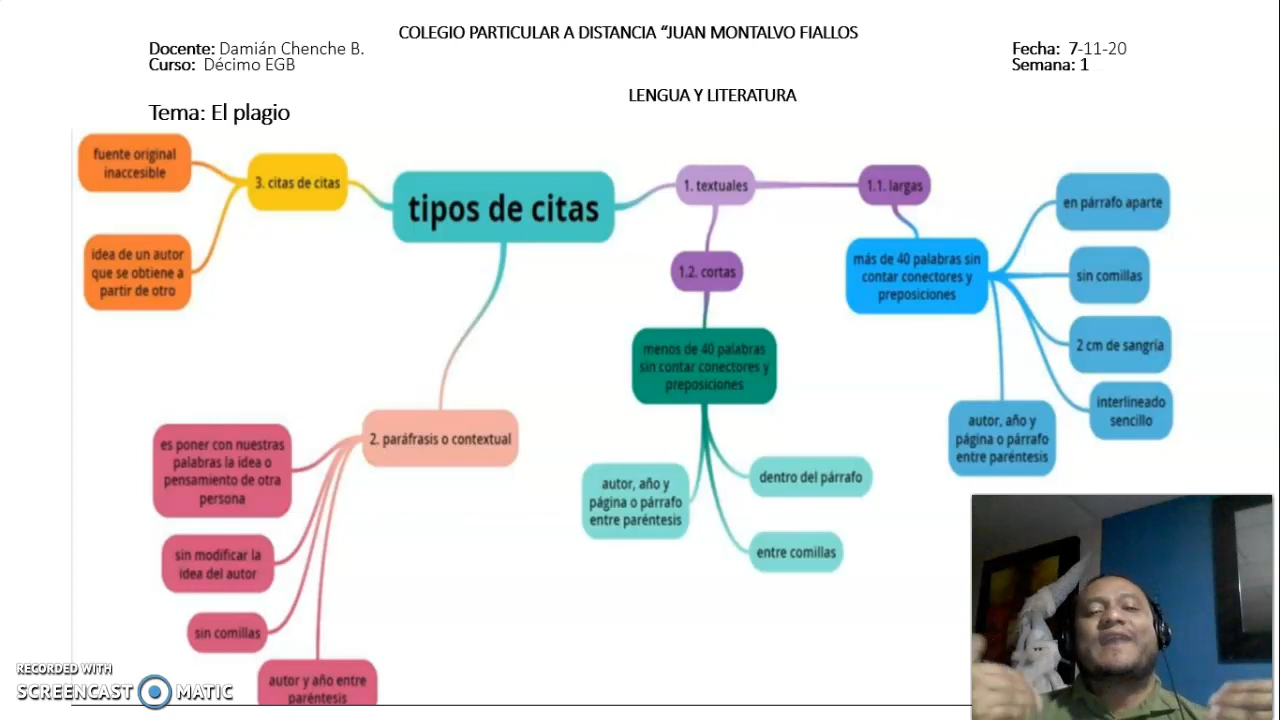 COLEGIO PARTICULAR A DISTANCIA “JUAN MONTALVO FIALLOS
Docente: Damián Chenche B.
Fecha: 7-11-20
Curso: Décimo EGB
Semana: 1
LENGUA Y LITERATURA
Tema: El plagio
tipos de citas
1. textuales
1.1. largas
más de 40 palabras sin
contar conectores y
preposiciones
en párrafo aparte
sin comillas
2 cm de sangría
interlineado
sencillo
autor, año y
página o párrafo
entre paréntesis
1.2. cortas
menos de 40 palabras
sin contar conectores y
preposiciones
dentro del párrafo
entre comillas
autor, año y
página o párrafo
entre paréntesis
2. paráfrasis o contextual
es poner con nuestras
palabras la idea o
pensamiento de otra
persona
sin modificar la
idea del autor
sin comillas
autor y año entre
paréntesis
3. citas de citas
fuente original
inaccesible
idea de un autor
que se obtiene a
partir de otro
RECORDED WITH
SCREENCAST MATIC